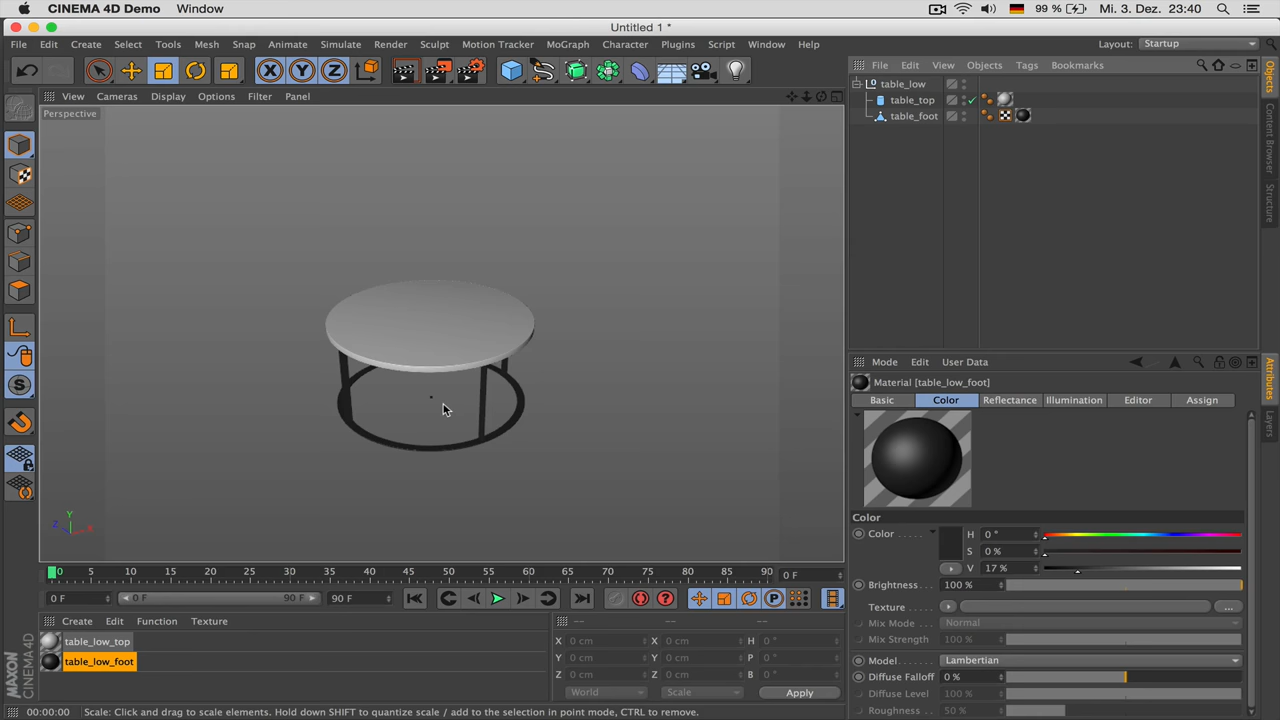 CINEMA 4D Demo Window 99 % Mi. 3. Dez. 23:40
Untitled 1 *
File Edit Create Select Tools Mesh Snap Animate Simulate Render Sculpt Motion Tracker MoGraph Character Plugins Script Window Help Layout: Startup
X Y Z
View Cameras Display Options Filter Panel
Perspective
File Edit View Objects Tags Bookmarks
table_low
table_top
table_foot
Objects
Content Browser
Structure
Mode Edit User Data
Material [table_low_foot]
Basic Color Reflectance Illumination Editor Assign
Attributes
Layers
Color
Color H 0 °
S 0 %
V 17 %
Brightness 100 %
Texture ...
Mix Mode Normal
Mix Strength 100 %
Model Lambertian
Diffuse Falloff 0 %
Diffuse Level 100 %
Roughness 50 %
Y
Z X
0 5 10 15 20 25 30 35 40 45 50 55 60 65 70 75 80 85 90 0 F
0 F 0 F 90 F 90 F
Create Edit Function Texture
table_low_top
table_low_foot
-- -- --
X 0 cm X 0 cm H 0 °
Y 0 cm Y 0 cm P 0 °
Z 0 cm Z 0 cm B 0 °
World Scale Apply
MAXON
CINEMA 4D
00:00:00 Scale: Click and drag to scale elements. Hold down SHIFT to quantize scale / add to the selection in point mode, CTRL to remove.